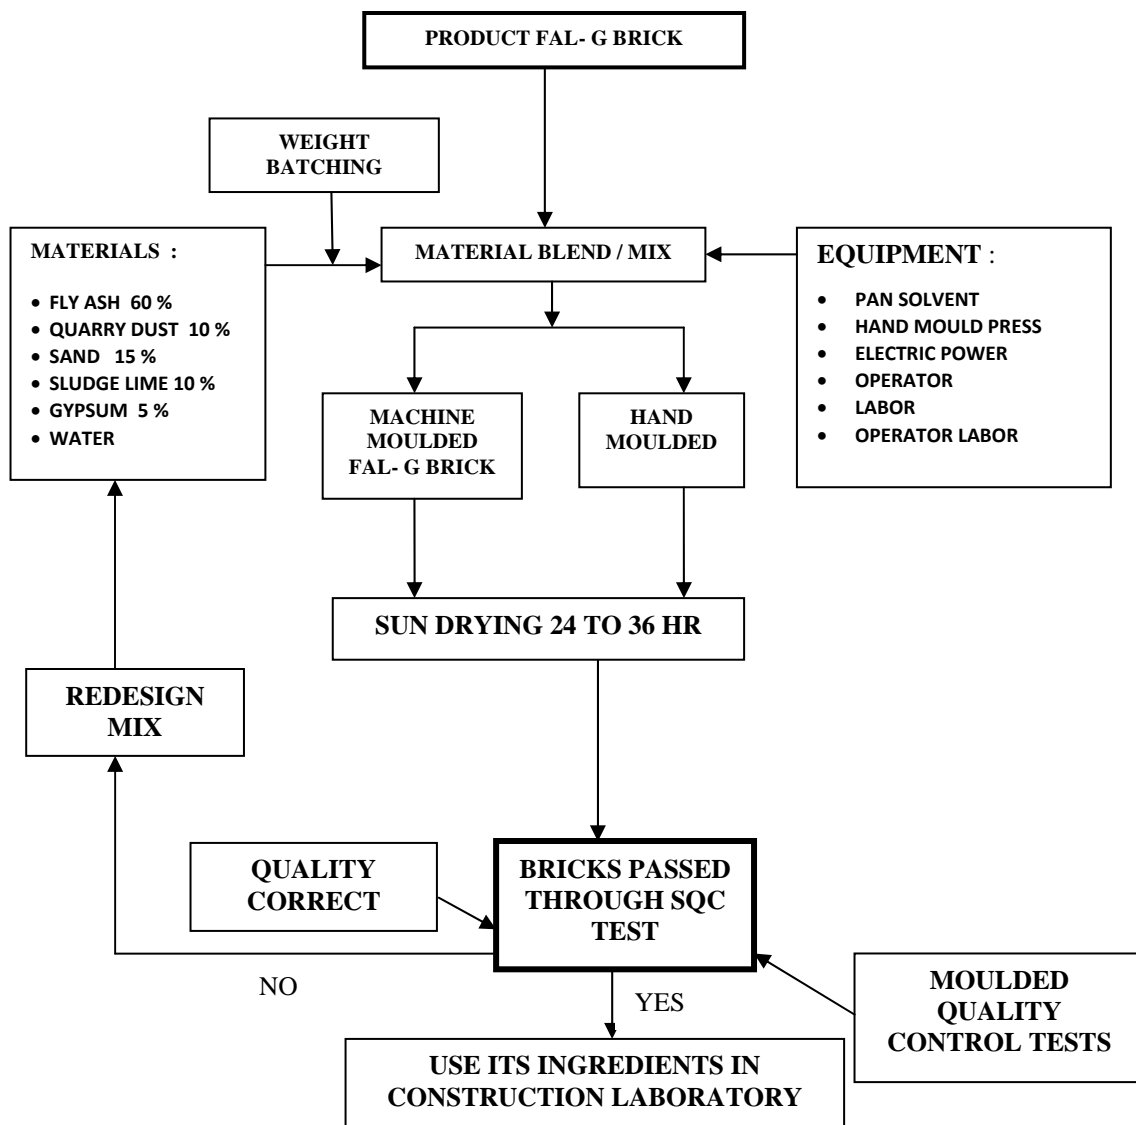 PRODUCT FAL- G BRICK
WEIGHT
BATCHING
MATERIALS  :
• FLY ASH  60 %
• QUARRY DUST  10 %
• SAND   15 %
• SLUDGE LIME 10 %
• GYPSUM  5 %
• WATER
MATERIAL BLEND / MIX
EQUIPMENT :
• PAN SOLVENT
• HAND MOULD PRESS
• ELECTRIC POWER
• OPERATOR
• LABOR
• OPERATOR LABOR
MACHINE
MOULDED
FAL- G BRICK
HAND
MOULDED
SUN DRYING 24 TO 36 HR
REDESIGN
MIX
QUALITY
CORRECT
BRICKS PASSED
THROUGH SQC
TEST
NO
YES
MOULDED
QUALITY
CONTROL TESTS
USE ITS INGREDIENTS IN
CONSTRUCTION LABORATORY